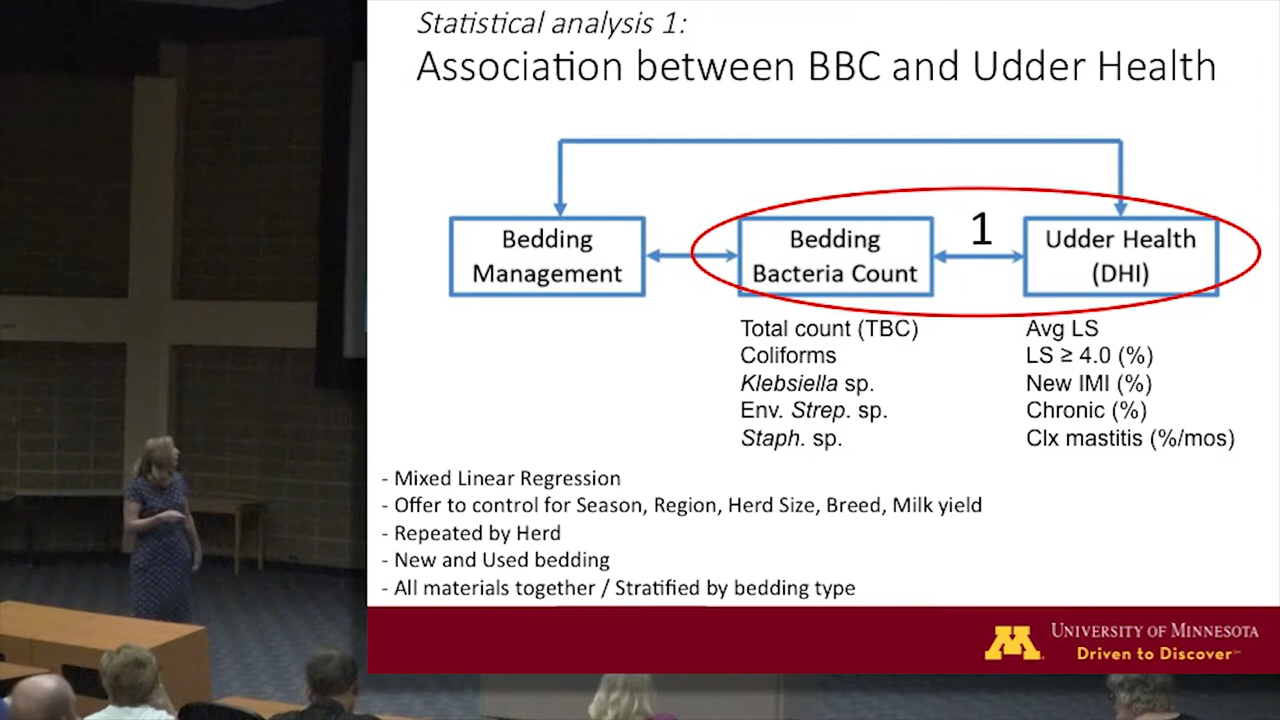 Statistical analysis 1:
Association between BBC and Udder Health
Bedding
Management
Bedding
Bacteria Count
1
Udder Health
(DHI)
Total count (TBC)
Coliforms
Klebsiella sp.
Env. Strep. sp.
Staph. sp.
Avg LS
LS ≥ 4.0 (%)
New IMI (%)
Chronic (%)
Clx mastitis (%/mos)
- Mixed Linear Regression
- Offer to control for Season, Region, Herd Size, Breed, Milk yield
- Repeated by Herd
- New and Used bedding
- All materials together / Stratified by bedding type
M
UNIVERSITY OF MINNESOTA
Driven to Discover℠